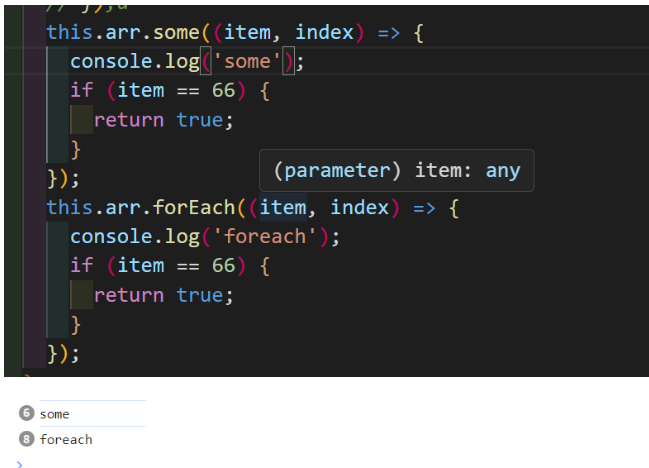 this.arr.some((item, index) => {
console.log('some');
if (item == 66) {
return true;
}
});
(parameter) item: any
this.arr.forEach((item, index) => {
console.log('foreach');
if (item == 66) {
return true;
}
});
6 some
8 foreach
>